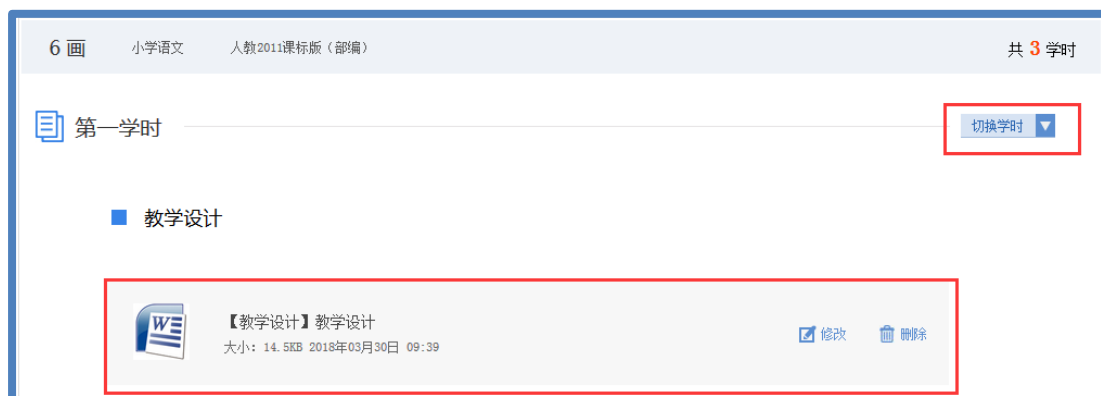 6 画 小学语文 人教2011课标版（部编） 共 3 学时
第一学时 切换学时
教学设计
【教学设计】教学设计 修改 删除
大小：14.5KB 2018年03月30日 09:39